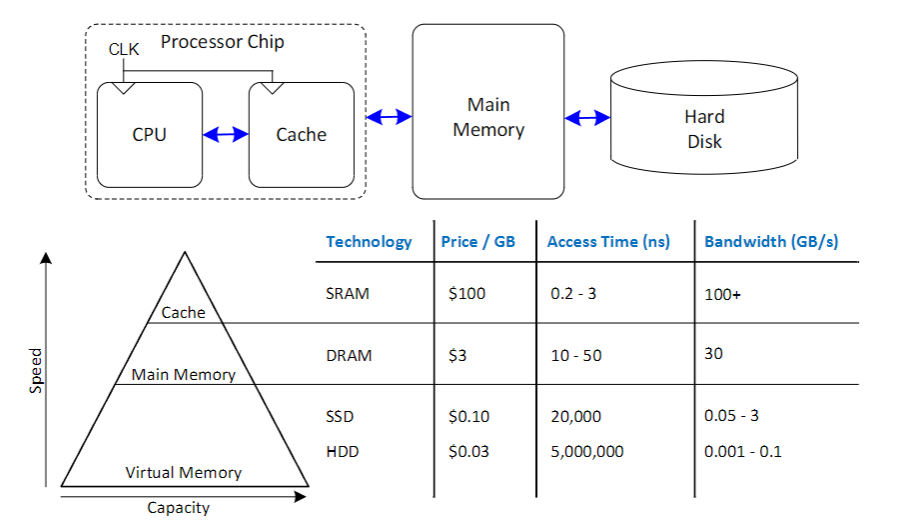 Processor Chip
CLK
CPU
Cache
Main
Memory
Hard
Disk
Technology Price / GB Access Time (ns) Bandwidth (GB/s)
SRAM $100 0.2 - 3 100+
Cache
DRAM $3 10 - 50 30
Main Memory
SSD $0.10 20,000 0.05 - 3
HDD $0.03 5,000,000 0.001 - 0.1
Virtual Memory
Speed
Capacity